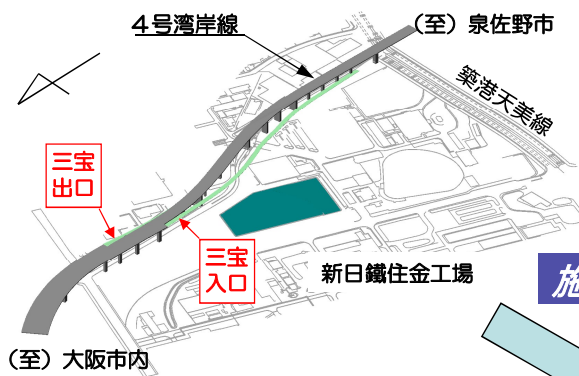 4号湾岸線
(至) 泉佐野市
築港天美線
三宝
出口
三宝
入口
新日鐵住金工場
施
(至) 大阪市内